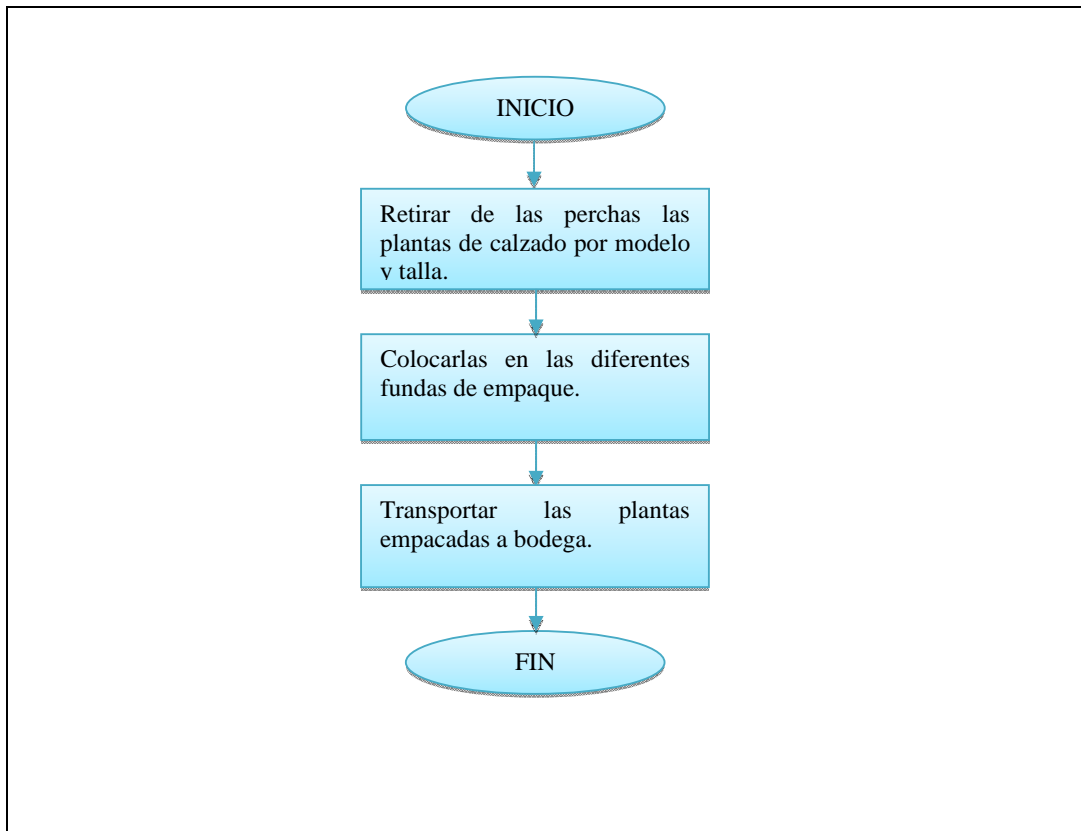 INICIO
Retirar de las perchas las
plantas de calzado por modelo
y talla.
Colocarlas en las diferentes
fundas de empaque.
Transportar las plantas
empacadas a bodega.
FIN